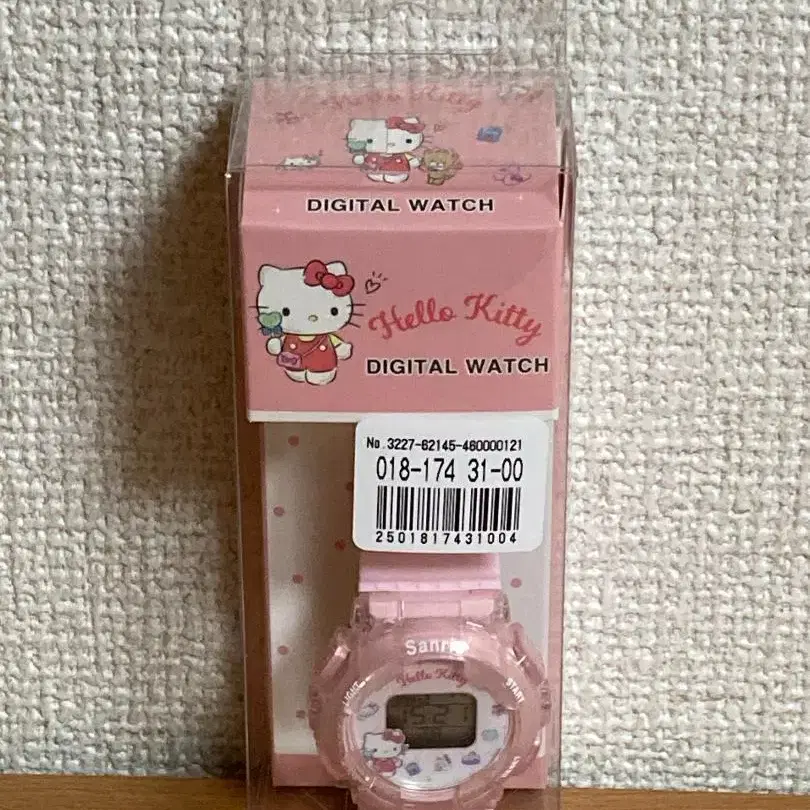 Hello Kitty
DIGITAL WATCH
Hello Kitty
DIGITAL WATCH
No.3227-62145-460000121
018-174 31-00
2501817431004
Sanrio
Hello Kitty
LIGHT
START